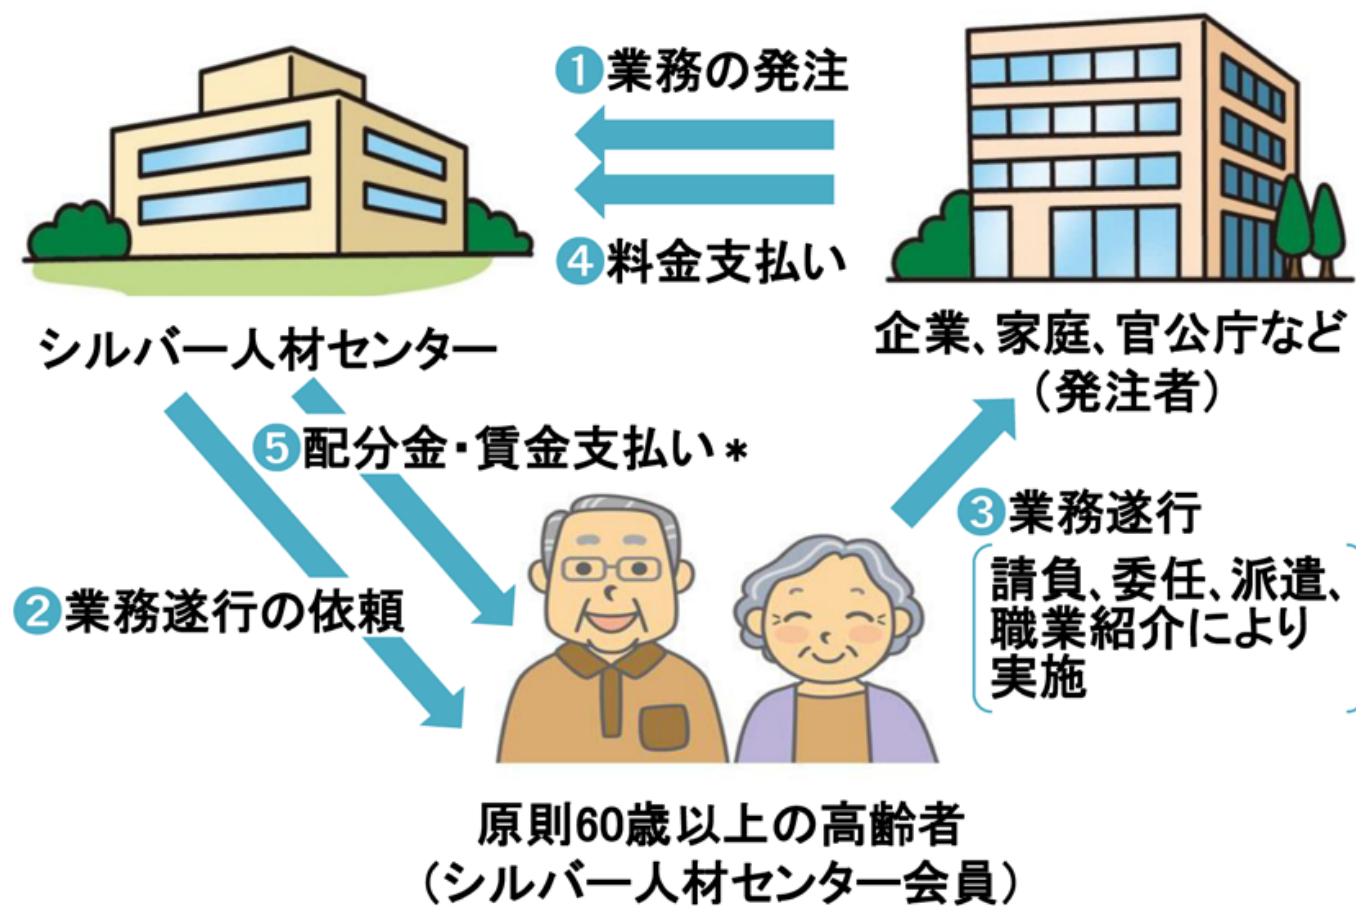 ❶業務の発注
❹料金支払い
シルバー人材センター
企業、家庭、官公庁など
（発注者）
❺配分金・賃金支払い＊
❷業務遂行の依頼
❸業務遂行
請負、委任、派遣、
職業紹介により
実施
原則60歳以上の高齢者
（シルバー人材センター会員）